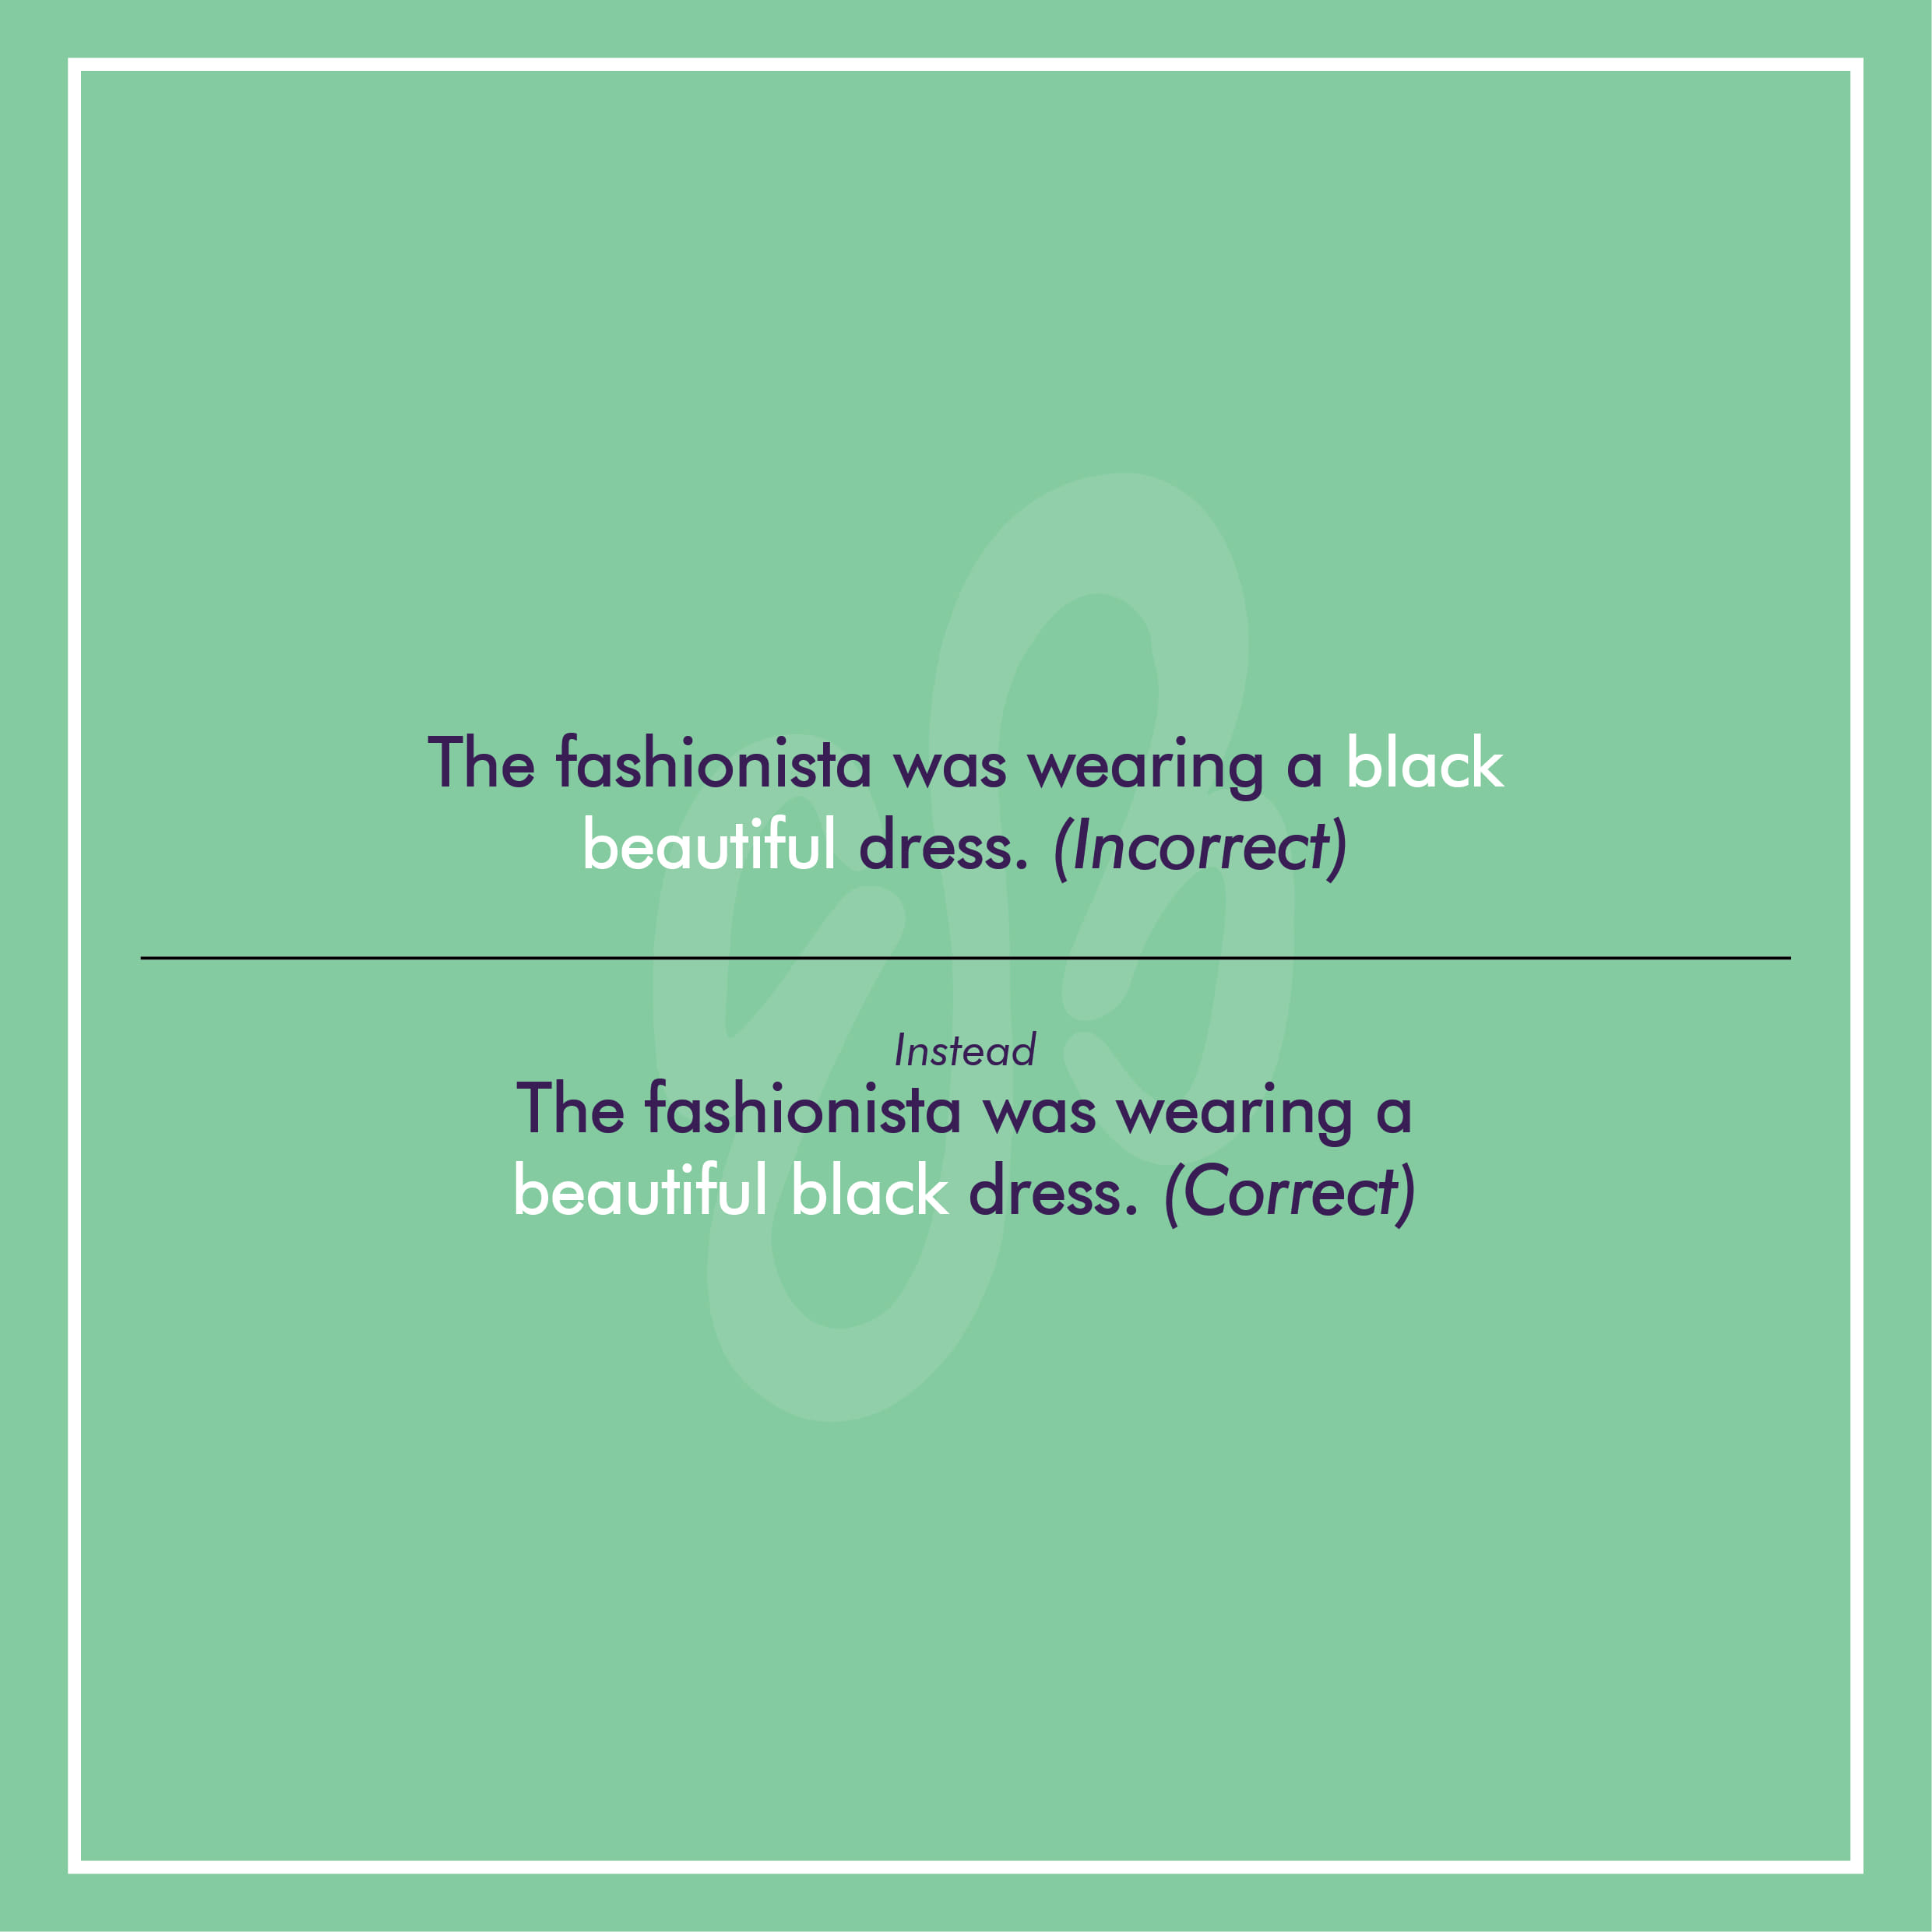 The fashionista was wearing a black
beautiful dress. (Incorrect)
Instead
The fashionista was wearing a
beautiful black dress. (Correct)